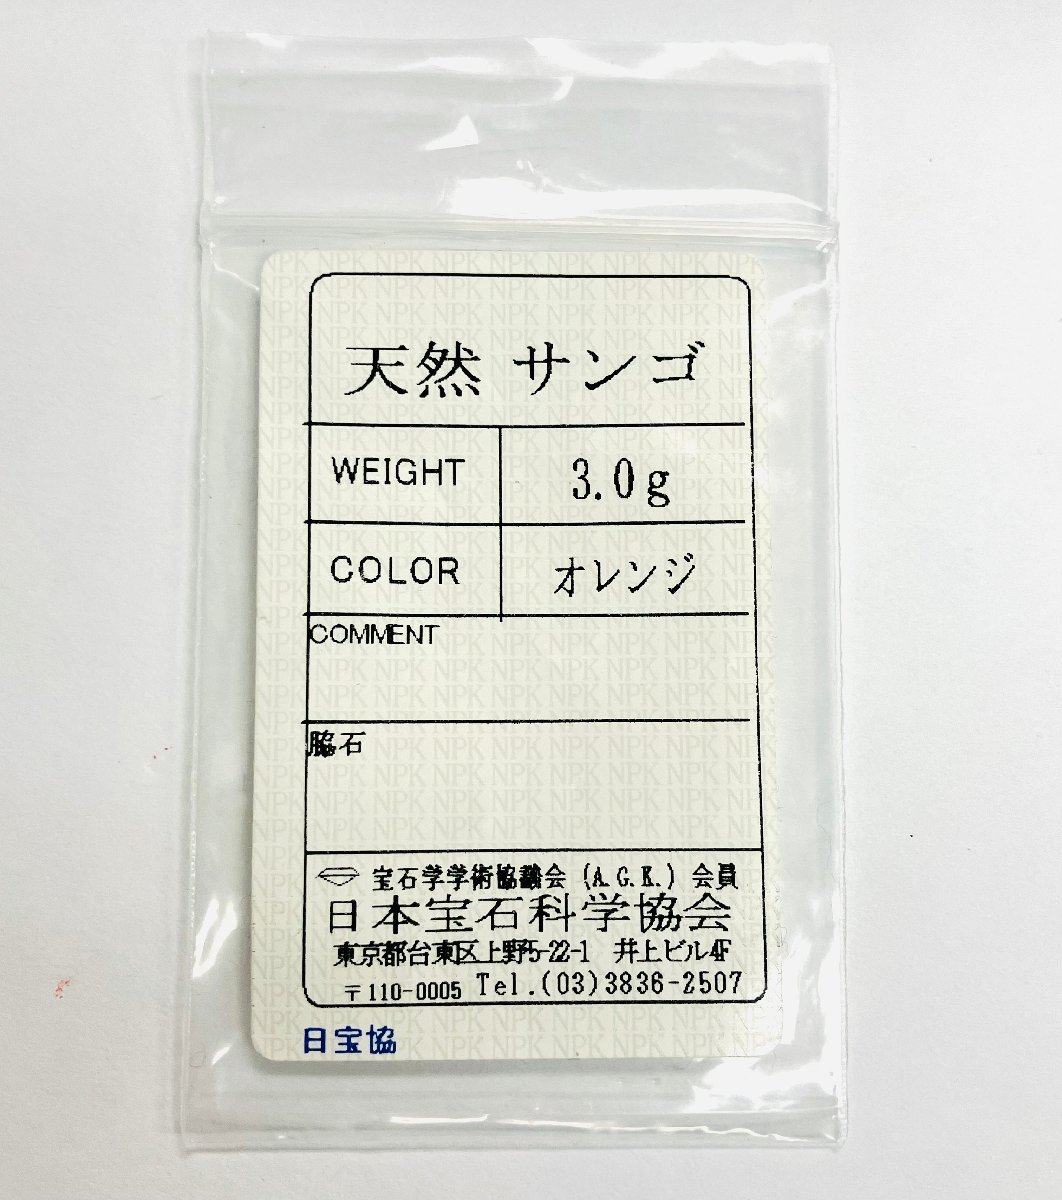 天然 サンゴ
WEIGHT 3.0g
COLOR オレンジ
COMMENT
脇石
宝石学学術協議会 (A.G.K.) 会員
日本宝石科学協会
東京都台東区上野5-22-1 井上ビル4F
〒110-0005 Tel.(03)3836-2507
日宝協